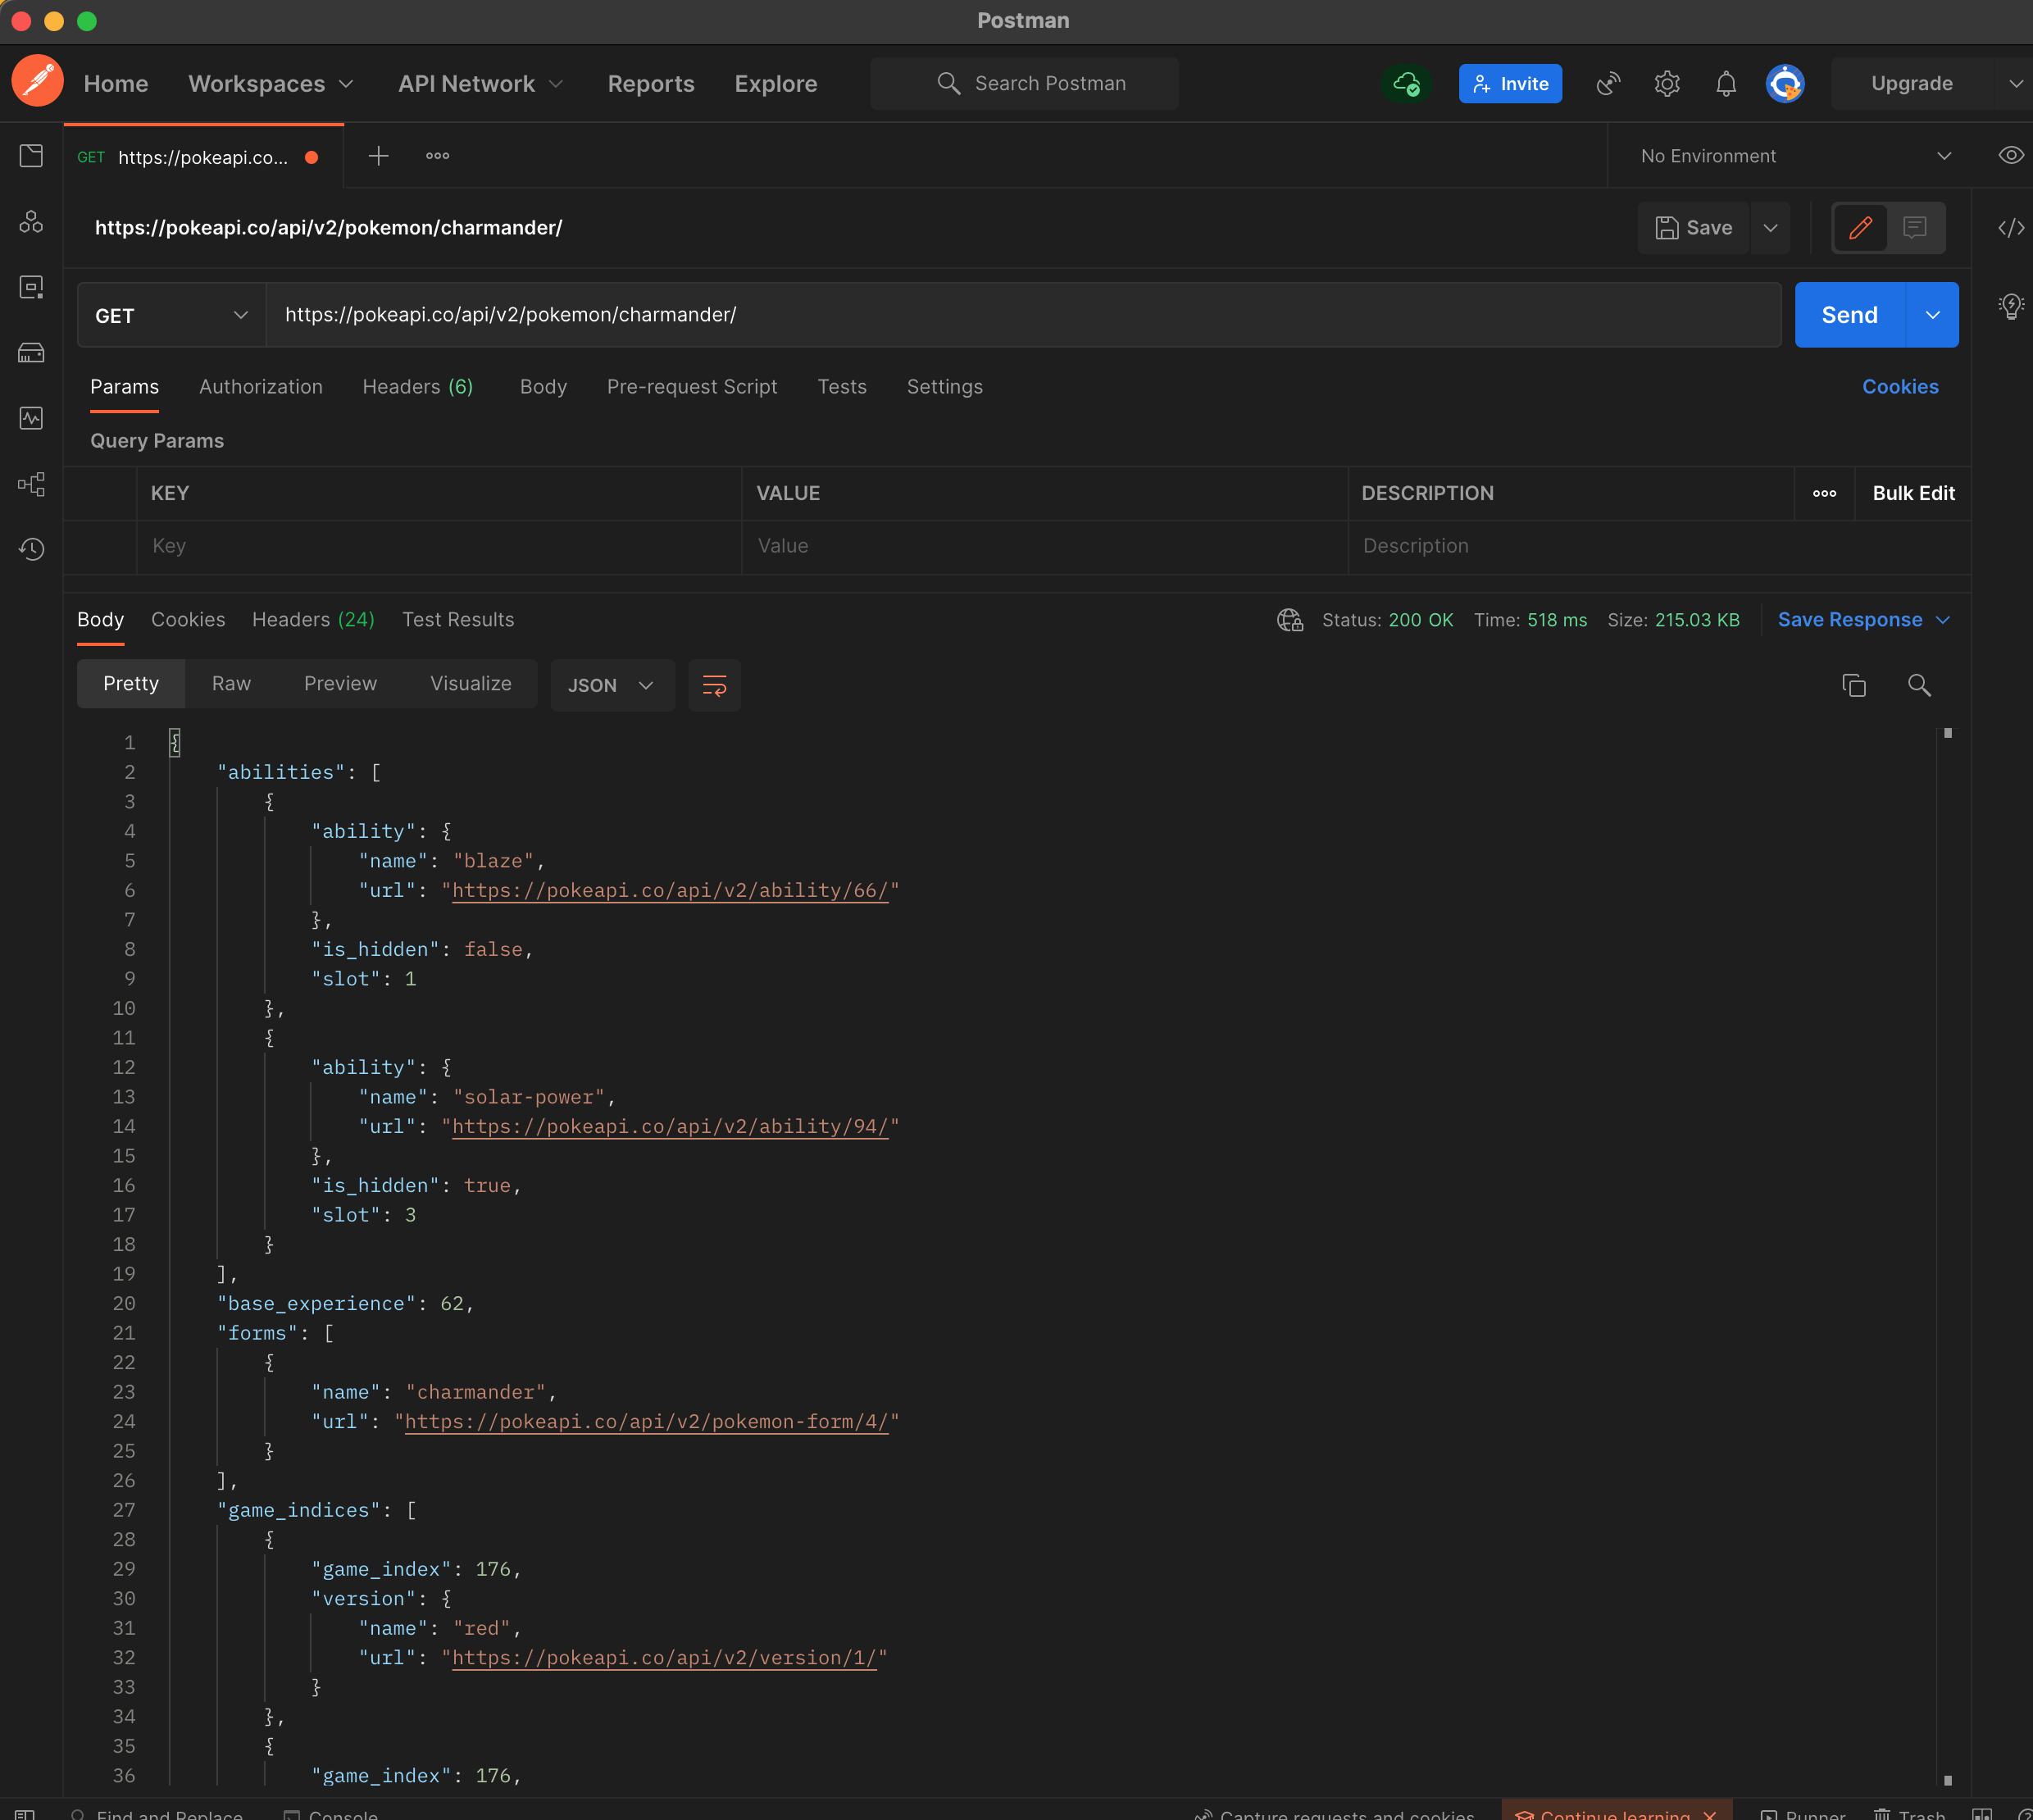 Postman
Home Workspaces API Network Reports Explore Search Postman Invite Upgrade
GET https://pokeapi.co... No Environment
https://pokeapi.co/api/v2/pokemon/charmander/ Save
GET https://pokeapi.co/api/v2/pokemon/charmander/ Send
Params Authorization Headers (6) Body Pre-request Script Tests Settings Cookies
Query Params
KEY VALUE DESCRIPTION Bulk Edit
Key Value Description
Body Cookies Headers (24) Test Results Status: 200 OK Time: 518 ms Size: 215.03 KB Save Response
Pretty Raw Preview Visualize JSON
1 {
2 "abilities": [
3 {
4 "ability": {
5 "name": "blaze",
6 "url": "https://pokeapi.co/api/v2/ability/66/"
7 },
8 "is_hidden": false,
9 "slot": 1
10 },
11 {
12 "ability": {
13 "name": "solar-power",
14 "url": "https://pokeapi.co/api/v2/ability/94/"
15 },
16 "is_hidden": true,
17 "slot": 3
18 }
19 ],
20 "base_experience": 62,
21 "forms": [
22 {
23 "name": "charmander",
24 "url": "https://pokeapi.co/api/v2/pokemon-form/4/"
25 }
26 ],
27 "game_indices": [
28 {
29 "game_index": 176,
30 "version": {
31 "name": "red",
32 "url": "https://pokeapi.co/api/v2/version/1/"
33 }
34 },
35 {
36 "game_index": 176,
Find and Replace Console Capture requests and cookies Continue learning Runner Trash